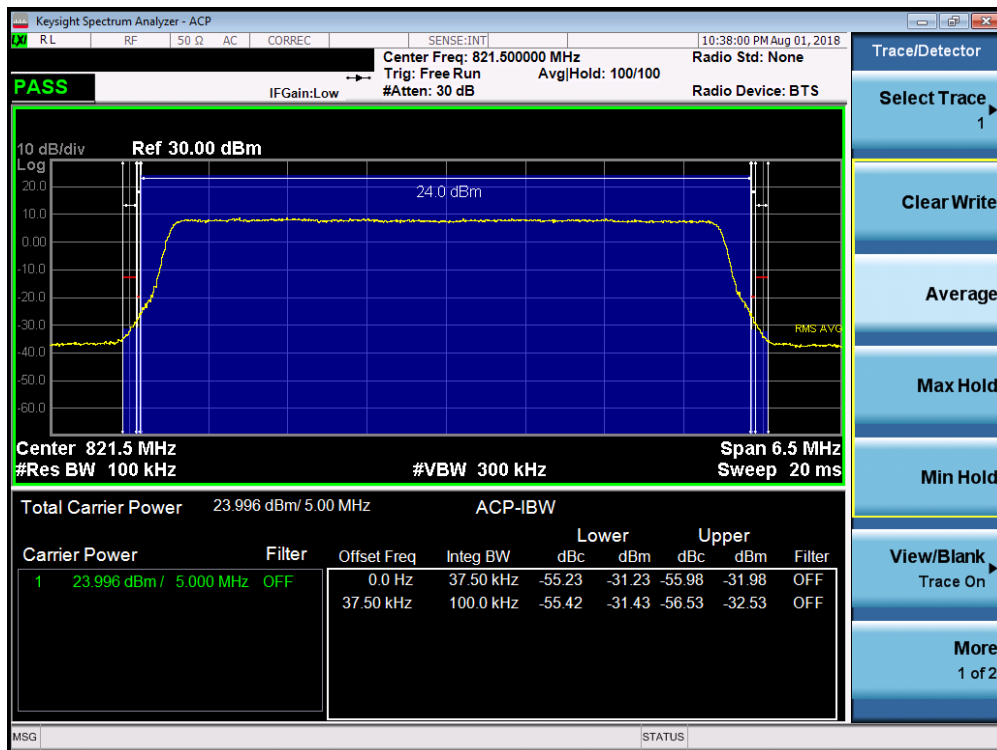 Keysight Spectrum Analyzer - ACP
LXI RL RF 50 Ω AC CORREC SENSE:INT 10:38:00 PM Aug 01, 2018
Center Freq: 821.500000 MHz Radio Std: None
Trig: Free Run Avg|Hold: 100/100
PASS IFGain:Low #Atten: 30 dB Radio Device: BTS
10 dB/div Ref 30.00 dBm
Log
20.0
24.0 dBm
10.0
0.00
-10.0
-20.0
-30.0
RMS AVG
-40.0
-50.0
-60.0
Center 821.5 MHz Span 6.5 MHz
#Res BW 100 kHz #VBW 300 kHz Sweep 20 ms
Total Carrier Power 23.996 dBm/ 5.00 MHz ACP-IBW
Lower Upper
Carrier Power Filter Offset Freq Integ BW dBc dBm dBc dBm Filter
1 23.996 dBm / 5.000 MHz OFF 0.0 Hz 37.50 kHz -55.23 -31.23 -55.98 -31.98 OFF
37.50 kHz 100.0 kHz -55.42 -31.43 -56.53 -32.53 OFF
MSG STATUS
Trace/Detector
Select Trace
1
Clear Write
Average
Max Hold
Min Hold
View/Blank
Trace On
More
1 of 2